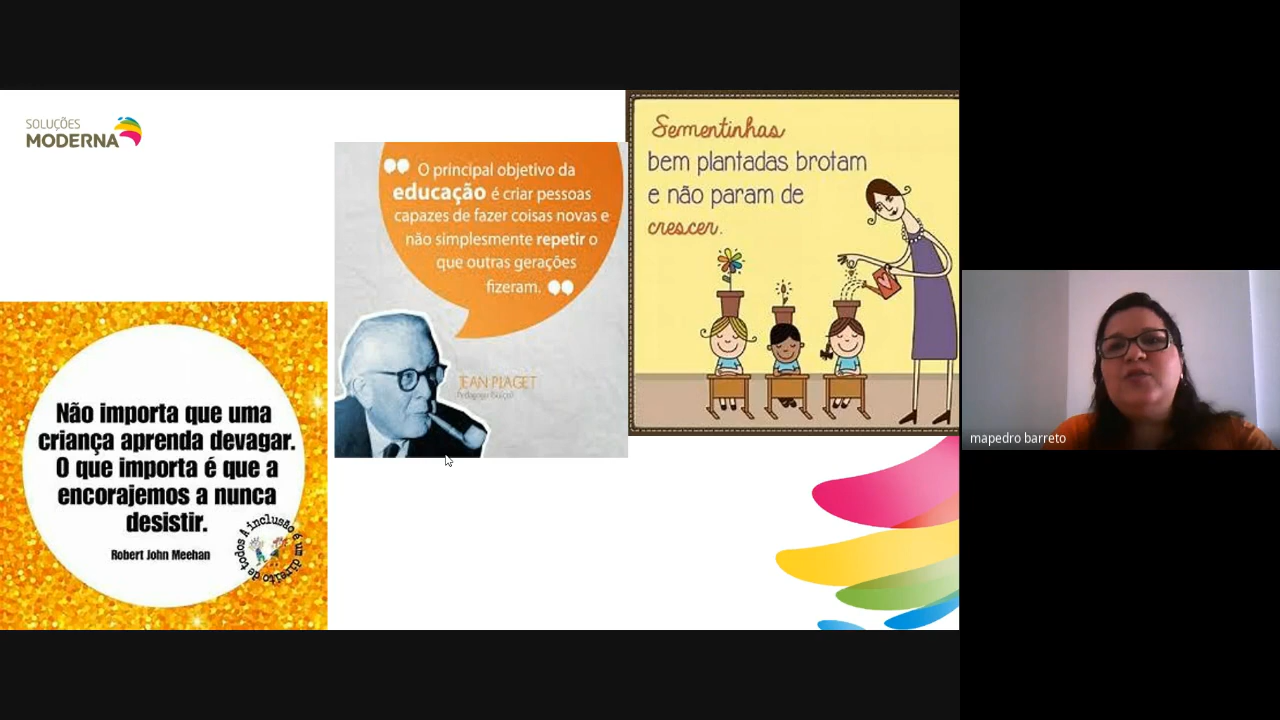 SOLUÇÕES
MODERNA
O principal objetivo da
educação é criar pessoas
capazes de fazer coisas novas e
não simplesmente repetir o
que outras gerações
fizeram.
JEAN PIAGET
Pedagogo (Suíço)
Sementinhas
bem plantadas brotam
e não param de
crescer.
Não importa que uma
criança aprenda devagar.
O que importa é que a
encorajemos a nunca
desistir.
Robert John Meehan
A inclusão é um direito de todos
mapedro barreto